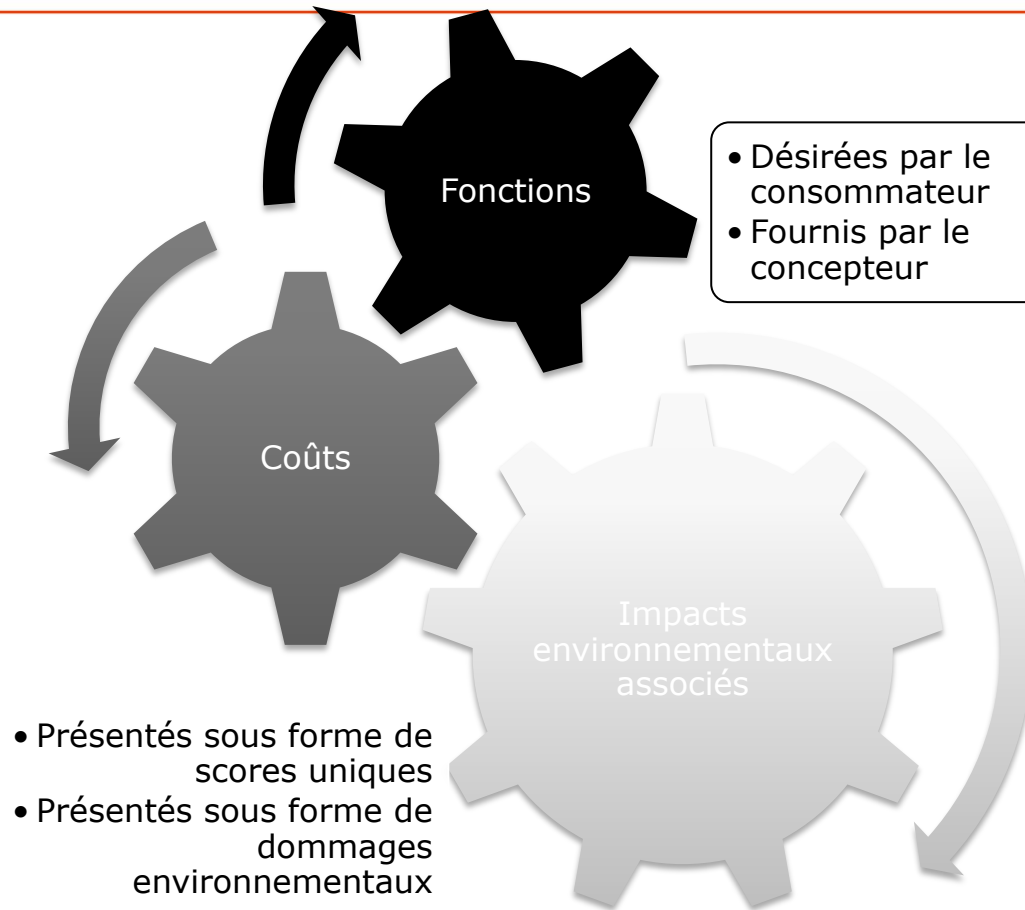 Fonctions
• Désirées par le
consommateur
• Fournis par le
concepteur
Coûts
Impacts
environnementaux
associés
• Présentés sous forme de
scores uniques
• Présentés sous forme de
dommages
environnementaux